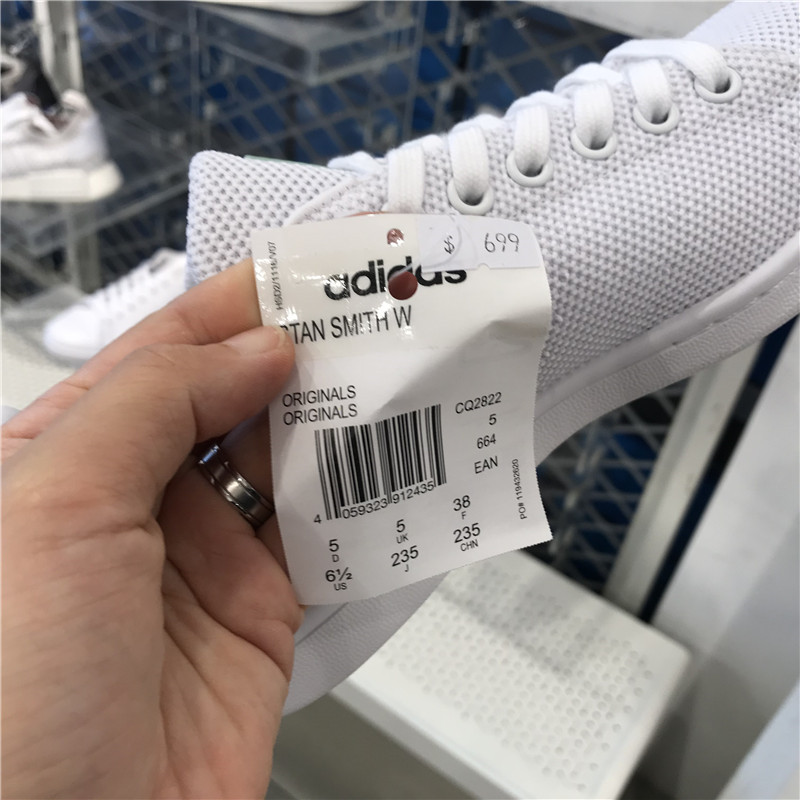 $ 699
adidas
STAN SMITH W
ORIGINALS
ORIGINALS
CQ2822
5
664
EAN
4 059323 912435
5
D
5
UK
38
F
6½
US
235
J
235
CHN
PO# 119432620